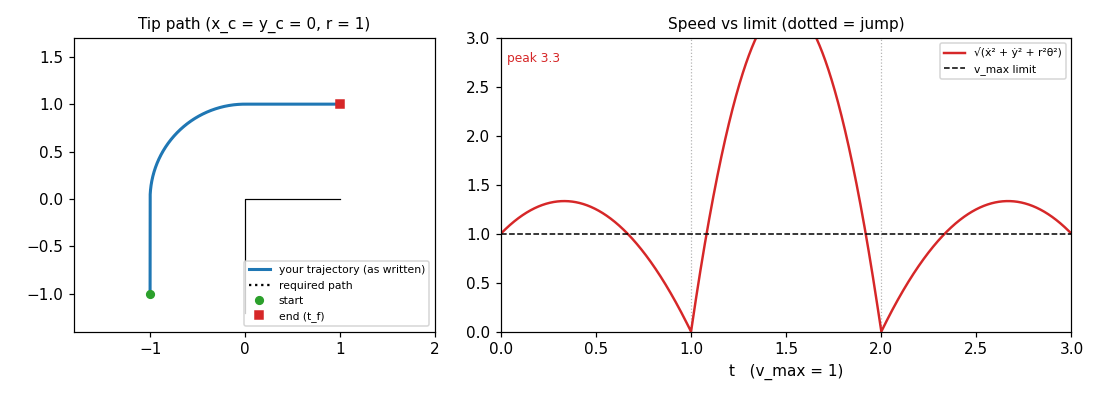 Tip path (x_c = y_c = 0, r = 1)
1.5
1.0
0.5
0.0
−0.5
−1.0
−1
0
1
2
your trajectory (as written)
required path
start
end (t_f)
Speed vs limit (dotted = jump)
3.0
2.5
2.0
1.5
1.0
0.5
0.0
peak 3.3
√(ẋ² + ẏ² + r²θ̇²)
v_max limit
0.0
0.5
1.0
1.5
2.0
2.5
3.0
t (v_max = 1)